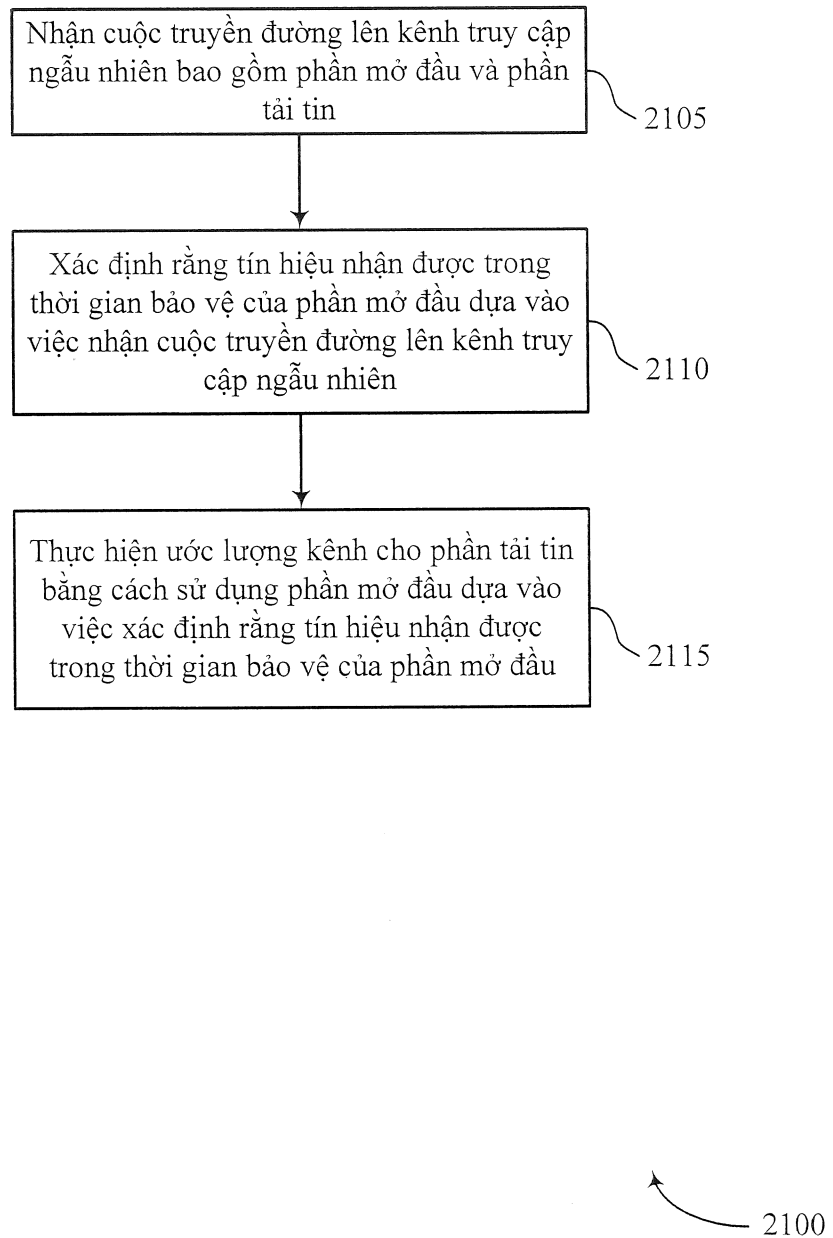 Nhận cuộc truyền đường lên kênh truy cập
ngẫu nhiên bao gồm phần mở đầu và phần
tải tin
2105
Xác định rằng tín hiệu nhận được trong
thời gian bảo vệ của phần mở đầu dựa vào
việc nhận cuộc truyền đường lên kênh truy
cập ngẫu nhiên
2110
Thực hiện ước lượng kênh cho phần tải tin
bằng cách sử dụng phần mở đầu dựa vào
việc xác định rằng tín hiệu nhận được
trong thời gian bảo vệ của phần mở đầu
2115
2100